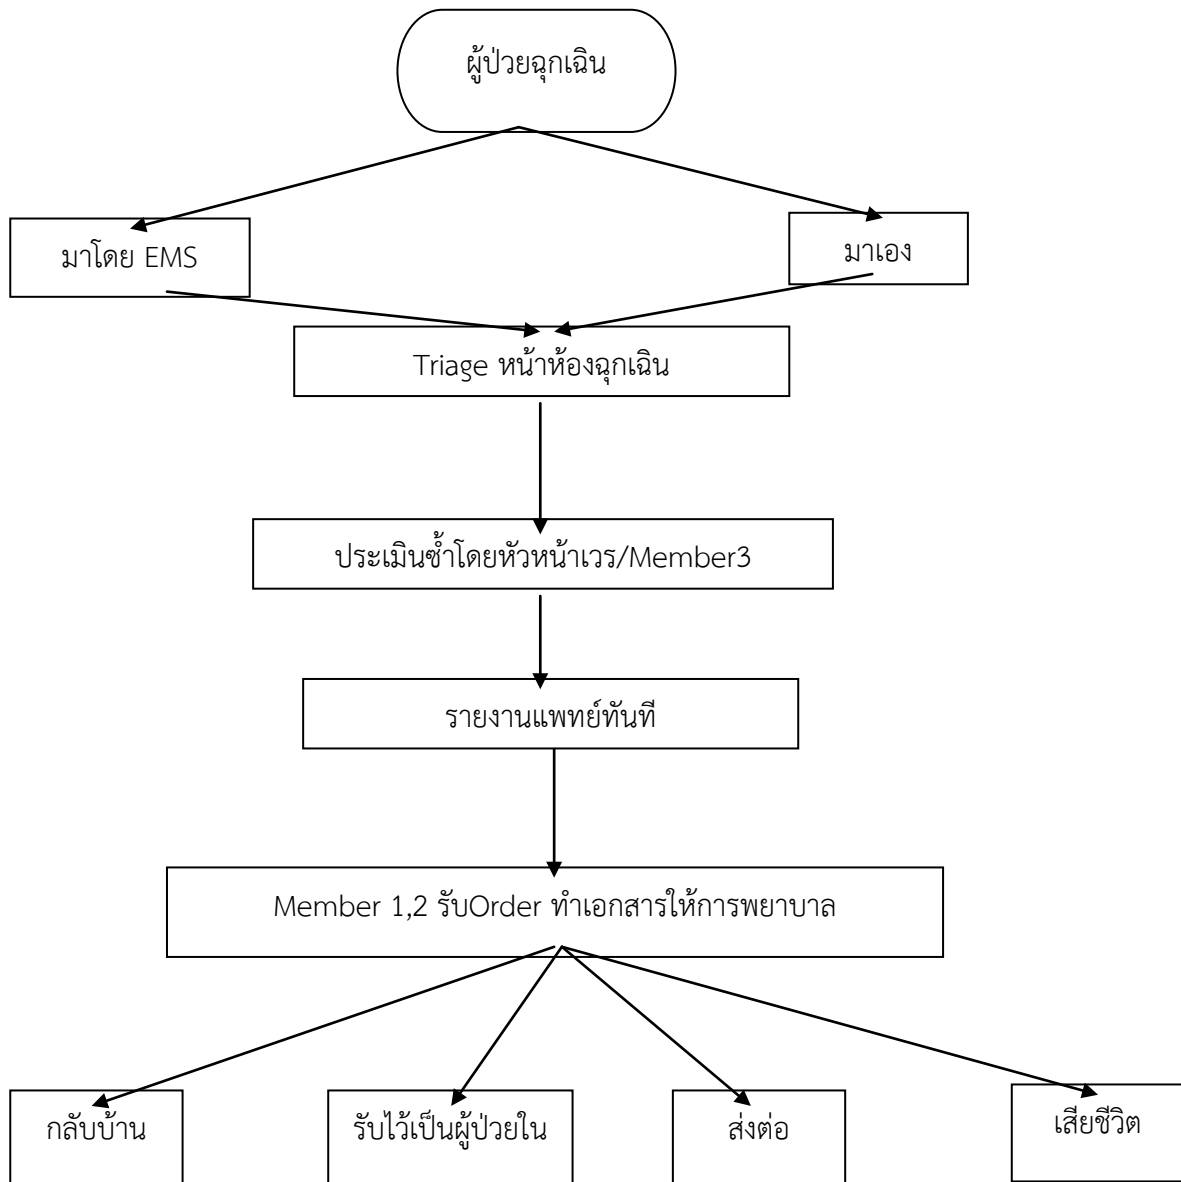 ผู้ป่วยฉุกเฉิน
มาโดย EMS
มาเอง
Triage หน้าห้องฉุกเฉิน
ประเมินซ้ำโดยหัวหน้าเวร/Member3
รายงานแพทย์ทันที
Member 1,2 รับOrder ทำเอกสารให้การพยาบาล
กลับบ้าน
รับไว้เป็นผู้ป่วยใน
ส่งต่อ
เสียชีวิต